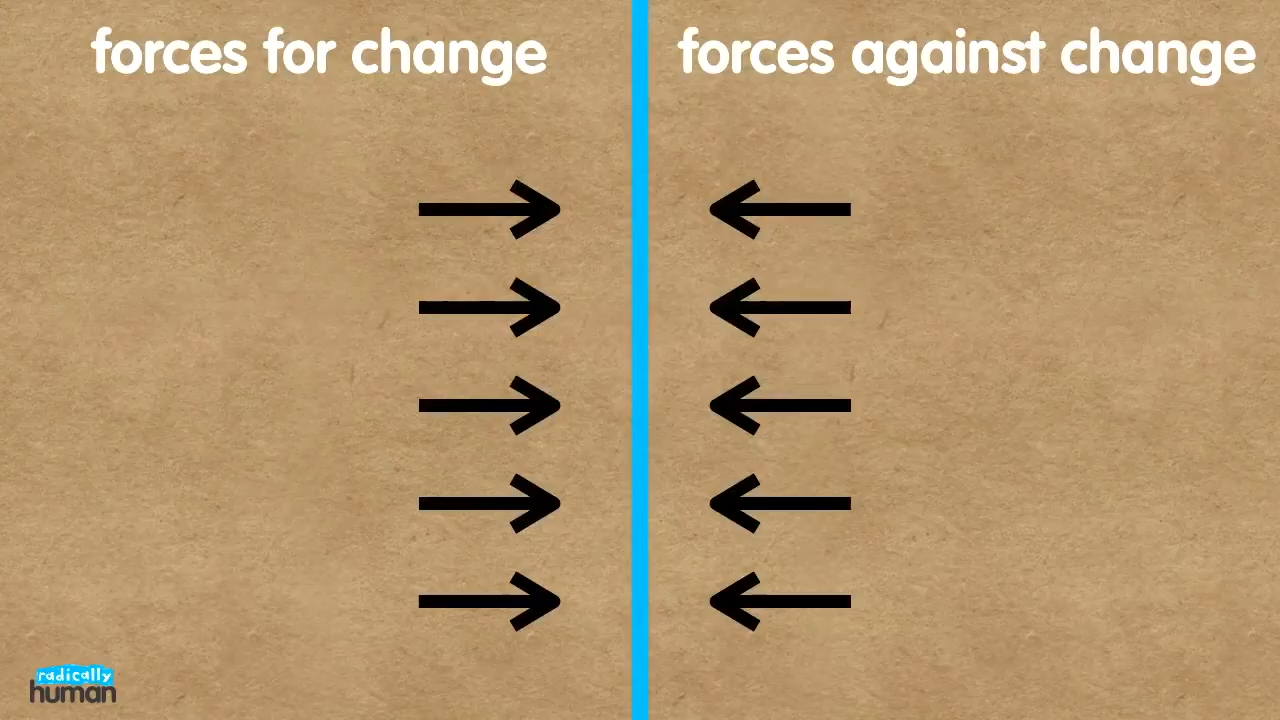 forces for change
forces against change
radically
human